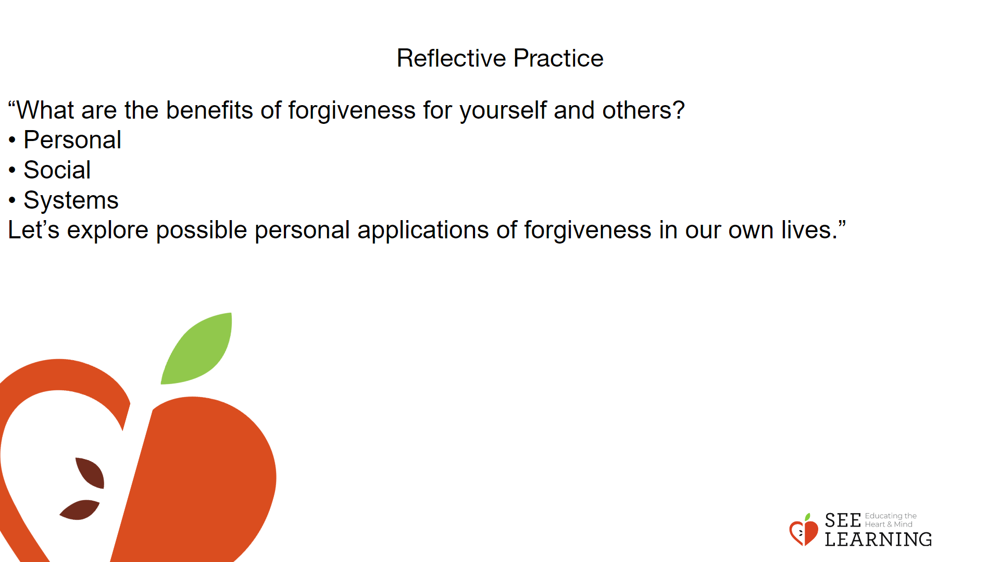 Reflective Practice
“What are the benefits of forgiveness for yourself and others?
• Personal
• Social
• Systems
Let’s explore possible personal applications of forgiveness in our own lives.”
SEE Educating the
Heart & Mind
LEARNING